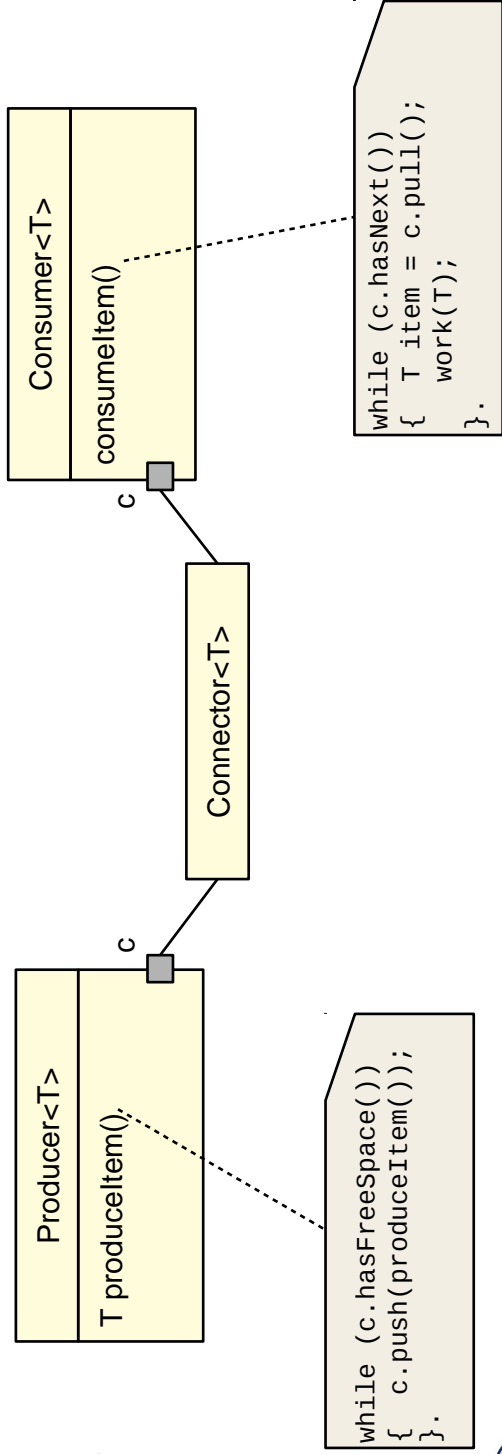 Producer<T>
T produceItem()
c
while (c.hasFreeSpace())
{  c.push(produceItem());
}.
Connector<T>
Consumer<T>
consumeItem()
c
while (c.hasNext())
{  T item = c.pull();
   work(T);
}.